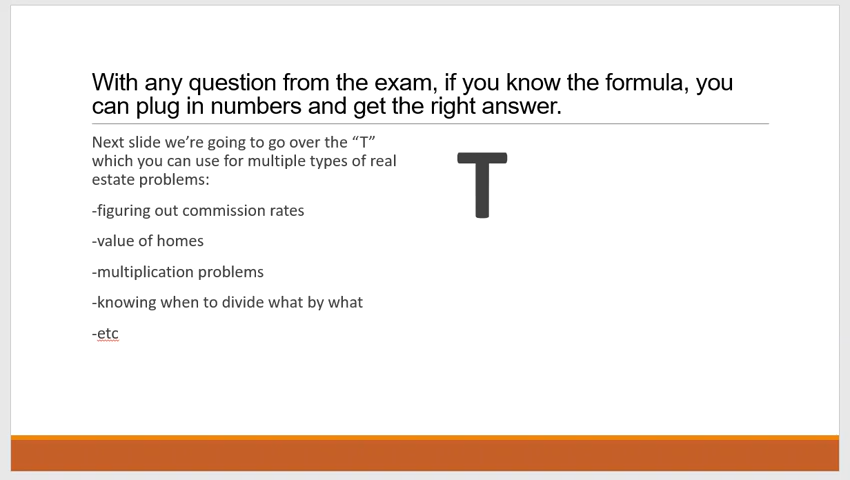 With any question from the exam, if you know the formula, you
can plug in numbers and get the right answer.
Next slide we’re going to go over the “T”
which you can use for multiple types of real
estate problems:
-figuring out commission rates
-value of homes
-multiplication problems
-knowing when to divide what by what
-etc
T